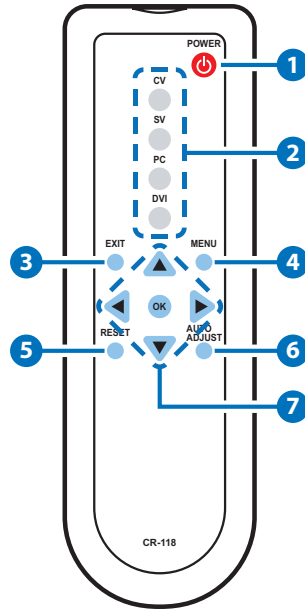 POWER
1
CV
SV
2
PC
DVI
EXIT
MENU
3
4
OK
RESET
AUTO
ADJUST
5
6
7
CR-118